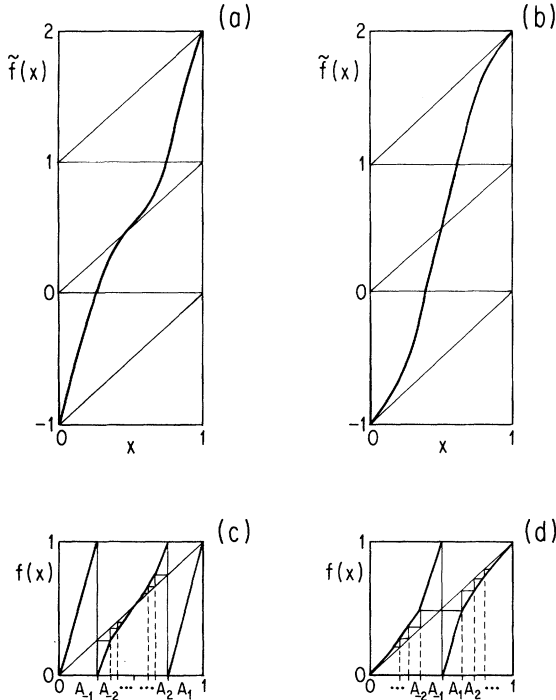 (a)
(b)
2
2
f̃(x)
f̃(x)
1
1
0
0
-1
-1
0
x
1
0
x
1
(c)
(d)
1
1
f(x)
f(x)
0
0
0 A₋₁ A₋₂ ... ... A₂ A₁ 1
0 ... A₋₂ A₋₁ A₁ A₂ ... 1